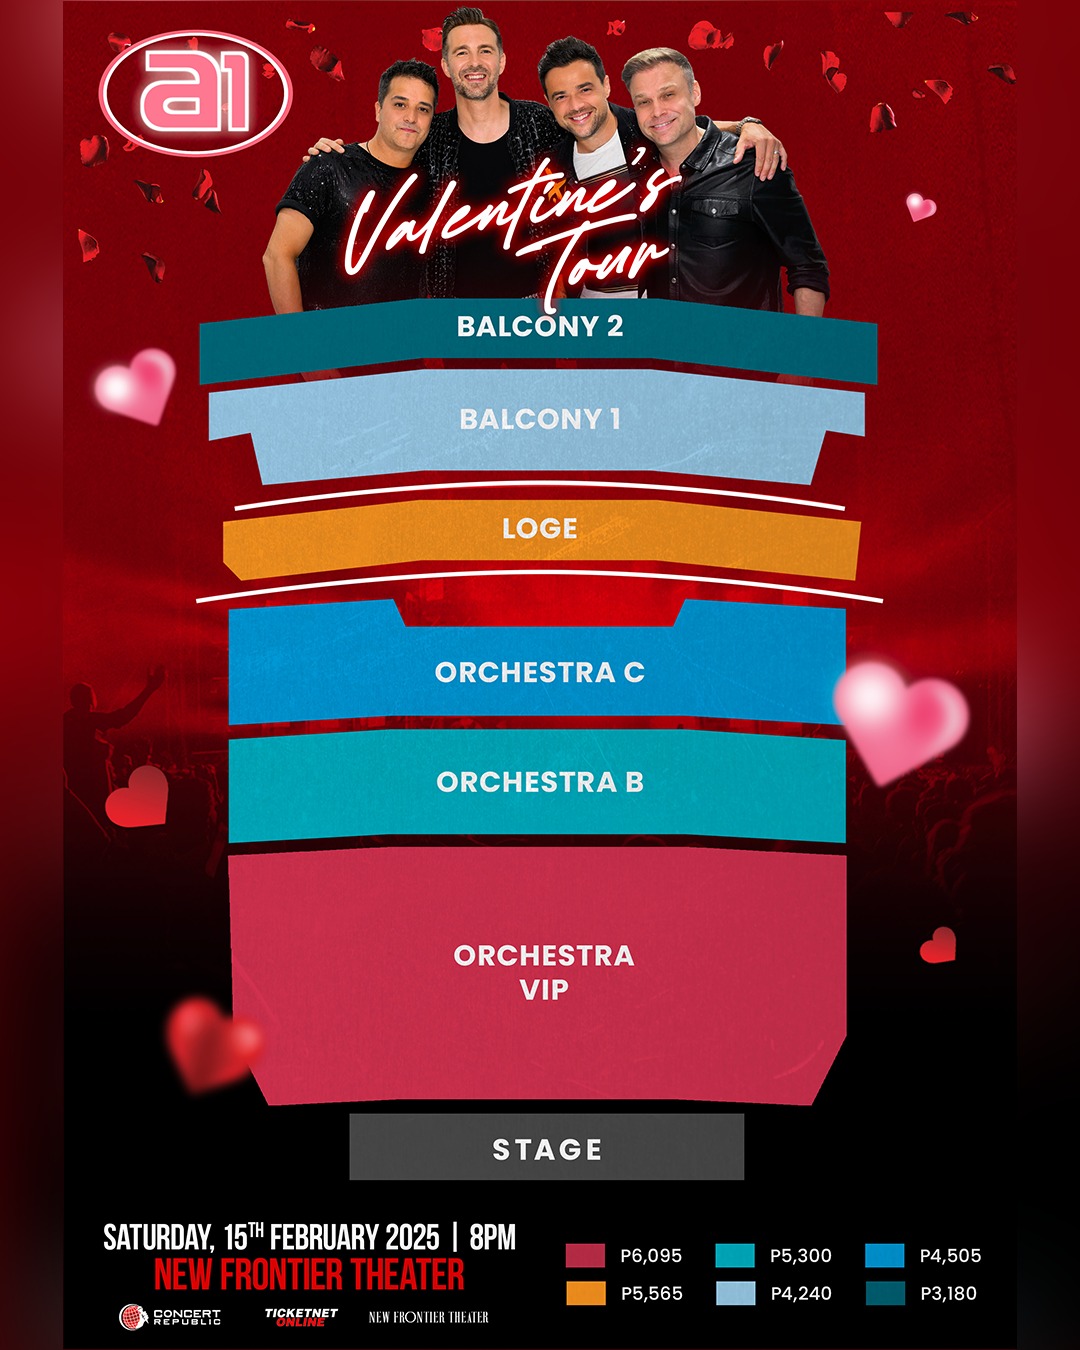 a1
Valentine's
Tour
BALCONY 2
BALCONY 1
LOGE
ORCHESTRA C
ORCHESTRA B
ORCHESTRA
VIP
STAGE
SATURDAY, 15TH FEBRUARY 2025 | 8PM
NEW FRONTIER THEATER
CONCERT
REPUBLIC
TICKETNET
ONLINE
NEW FRONTIER THEATER
P6,095
P5,300
P4,505
P5,565
P4,240
P3,180